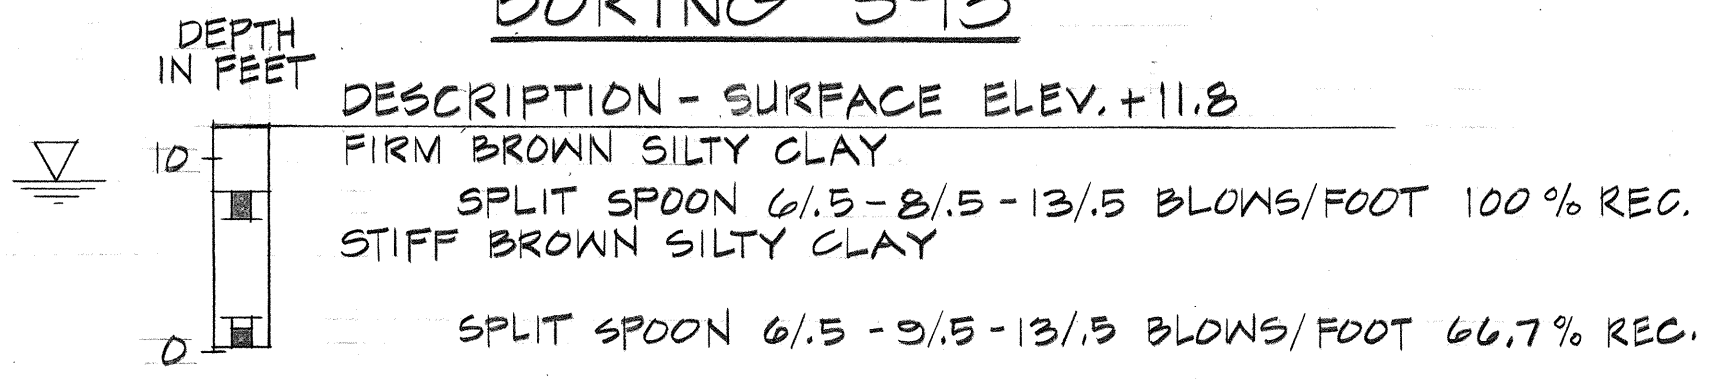 BORING S-13
DEPTH
IN FEET
DESCRIPTION - SURFACE ELEV. +11.8
10
FIRM BROWN SILTY CLAY
SPLIT SPOON 6/.5 - 8/.5 - 13/.5 BLOWS/FOOT 100% REC.
STIFF BROWN SILTY CLAY
0
SPLIT SPOON 6/.5 - 9/.5 - 13/.5 BLOWS/FOOT 66.7% REC.